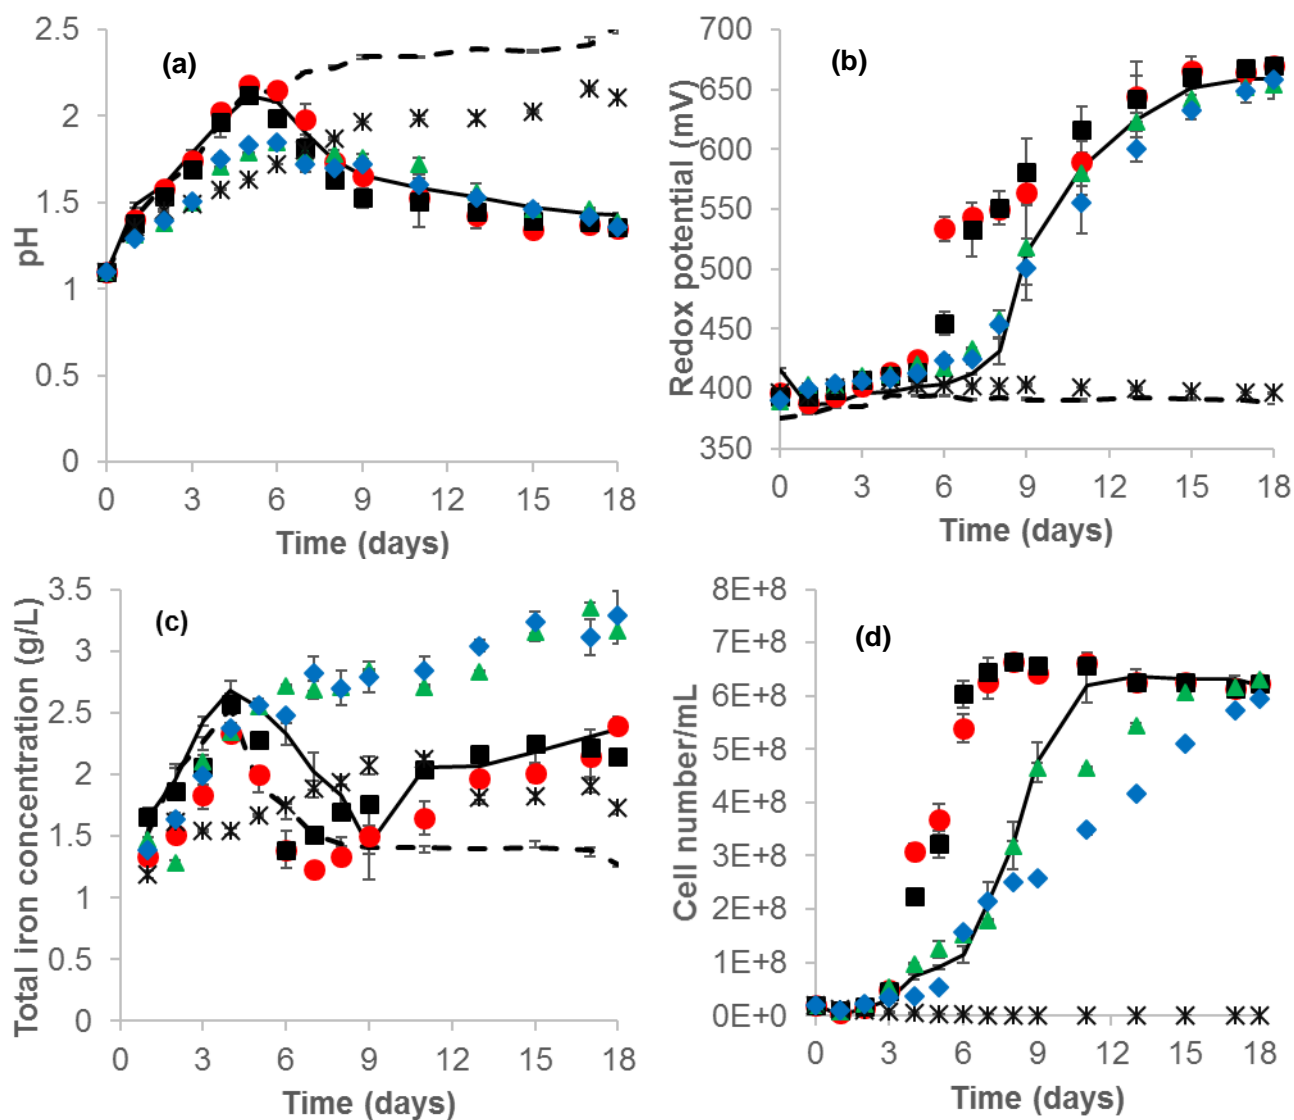 (a)
pH
2.5
2
1.5
1
0.5
0
0 3 6 9 12 15 18
Time (days)
(b)
Redox potential (mV)
700
650
600
550
500
450
400
350
0 3 6 9 12 15 18
Time (days)
(c)
Total iron concentration (g/L)
3.5
3
2.5
2
1.5
1
0.5
0
0 3 6 9 12 15 18
Time (days)
(d)
Cell number/mL
8E+8
7E+8
6E+8
5E+8
4E+8
3E+8
2E+8
1E+8
0E+0
0 3 6 9 12 15 18
Time (days)